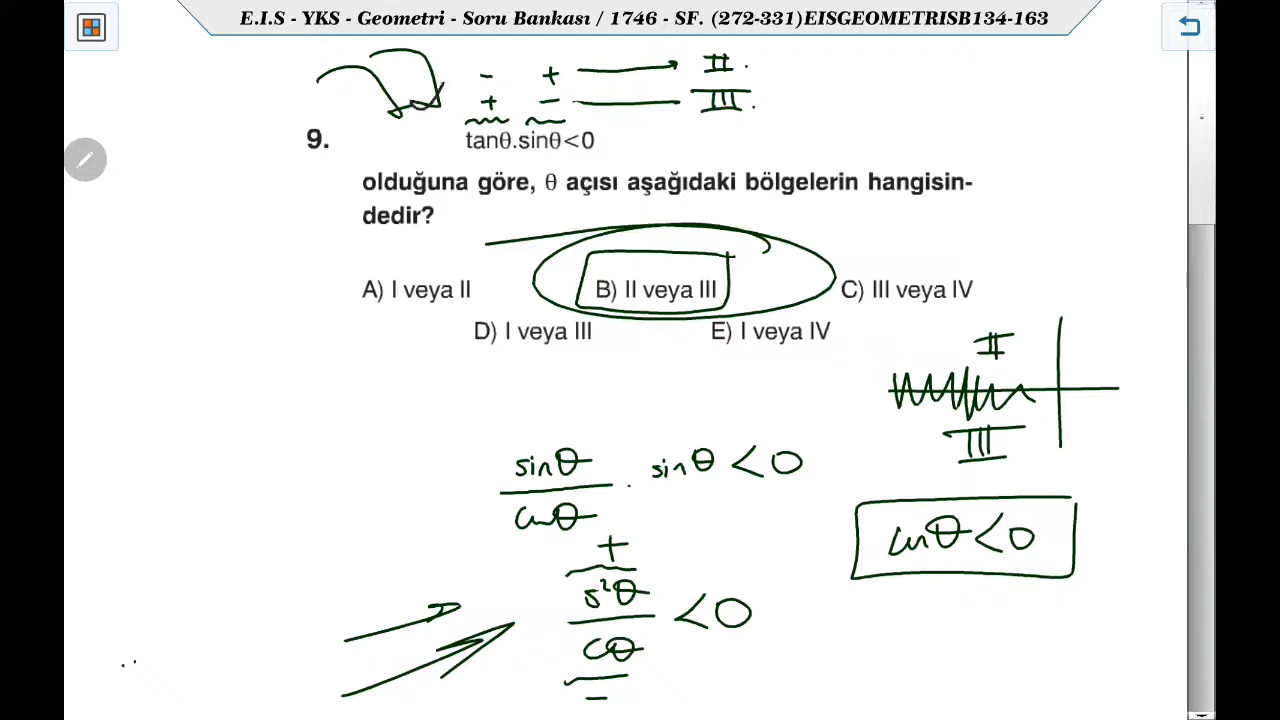 E.I.S - YKS - Geometri - Soru Bankası / 1746 - SF. (272-331)EISGEOMETRISB134-163
- + II.
+ - III.
9. tanθ.sinθ<0
olduğuna göre, θ açısı aşağıdaki bölgelerin hangisin-
dedir?
A) I veya II B) II veya III C) III veya IV
D) I veya III E) I veya IV
II
III
sinθ/cosθ . sinθ < 0
cosθ < 0
+
s²θ/cθ < 0
-